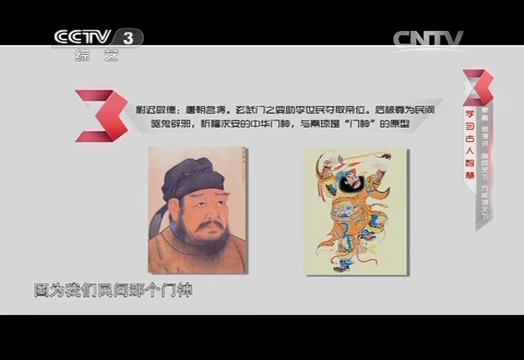 CCTV 3
综艺
CNTV
尉迟敬德：唐朝名将。玄武门之变助李世民夺取帝位。后被尊为民间
驱鬼辟邪，祈福求安的中华门神，与秦琼是“门神”的原型
学习古人智慧
因为我们民间那个门神